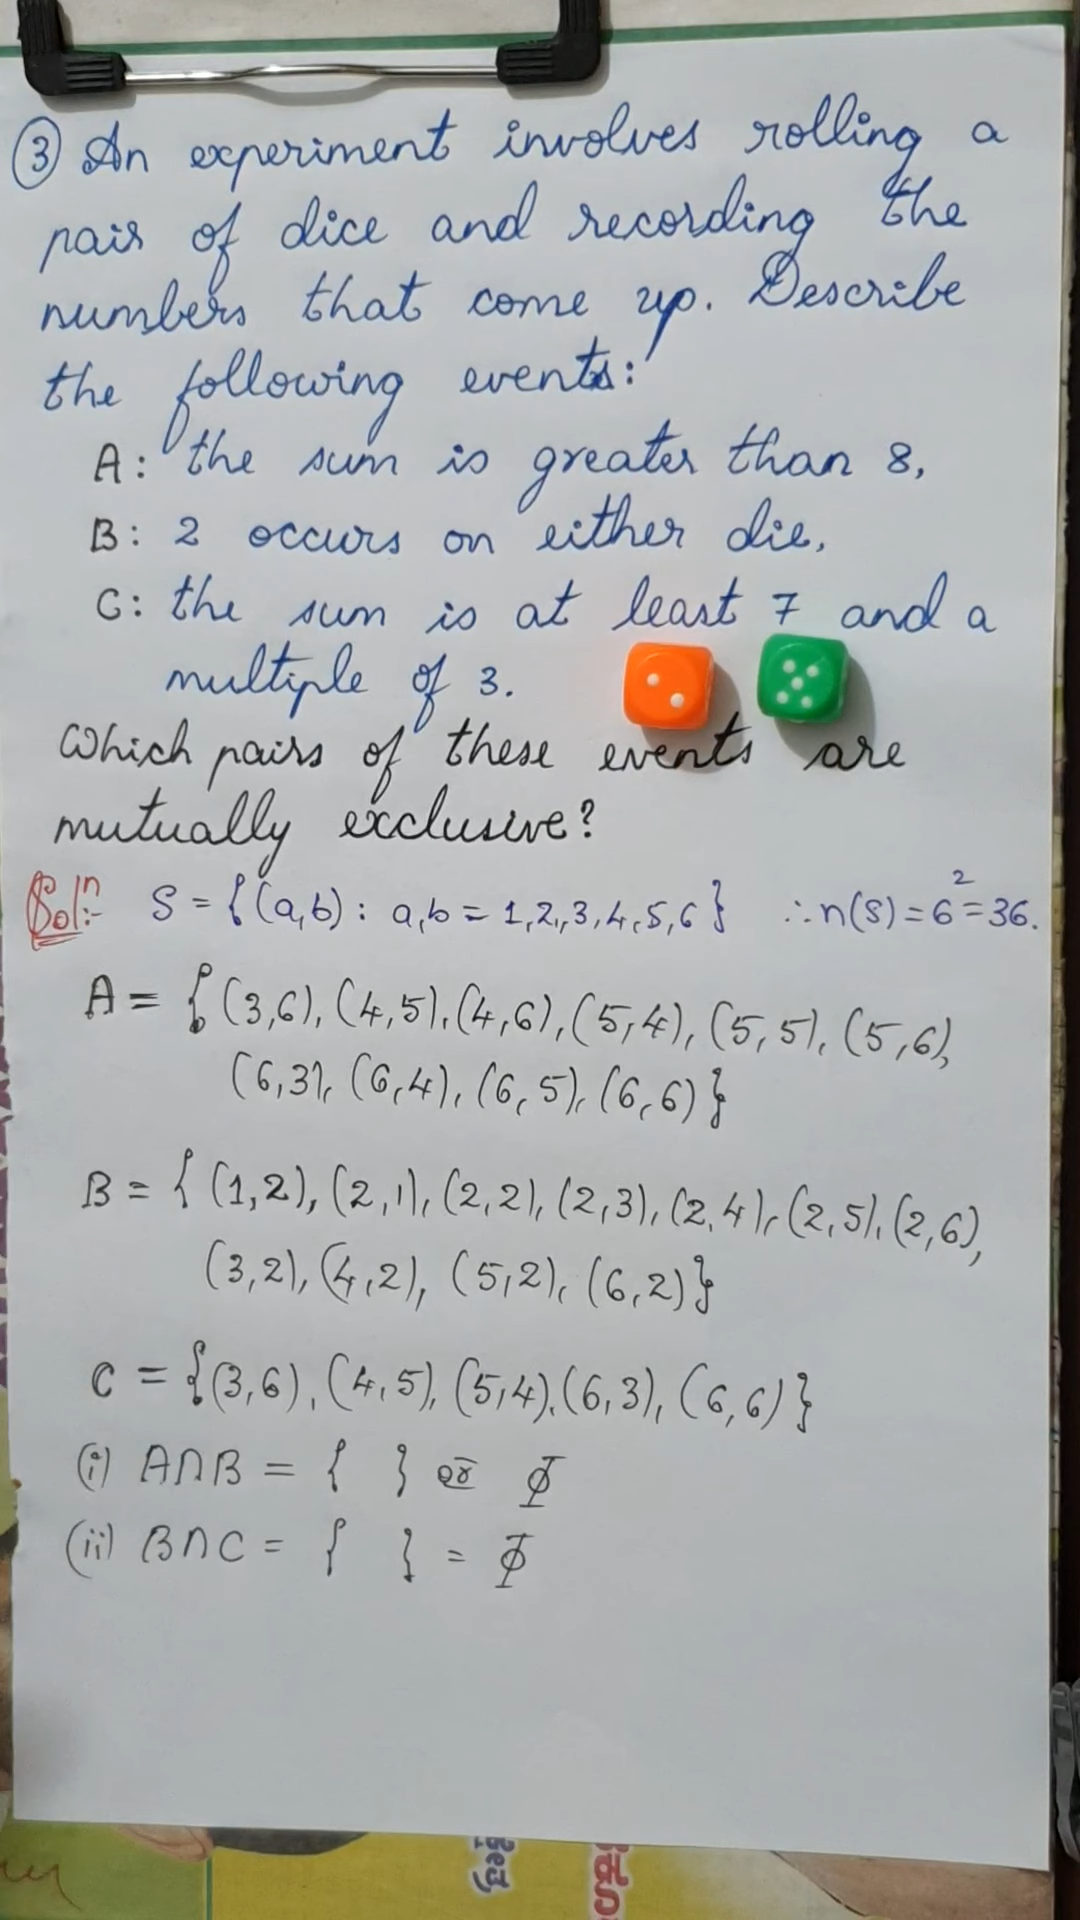 ③ An experiment involves rolling a
pair of dice and recording the
numbers that come up. Describe
the following events:
A: the sum is greater than 8,
B: 2 occurs on either die,
C: the sum is at least 7 and a
multiple of 3.
Which pairs of these events are
mutually exclusive?
Solⁿ:- S = {(a,b) : a,b = 1,2,3,4,5,6} ∴ n(S) = 6² = 36.
A = {(3,6), (4,5), (4,6), (5,4), (5,5), (5,6),
(6,3), (6,4), (6,5), (6,6)}
B = {(1,2), (2,1), (2,2), (2,3), (2,4), (2,5), (2,6),
(3,2), (4,2), (5,2), (6,2)}
C = {(3,6), (4,5), (5,4), (6,3), (6,6)}
(i) A∩B = { } or Φ
(ii) B∩C = { } = Φ